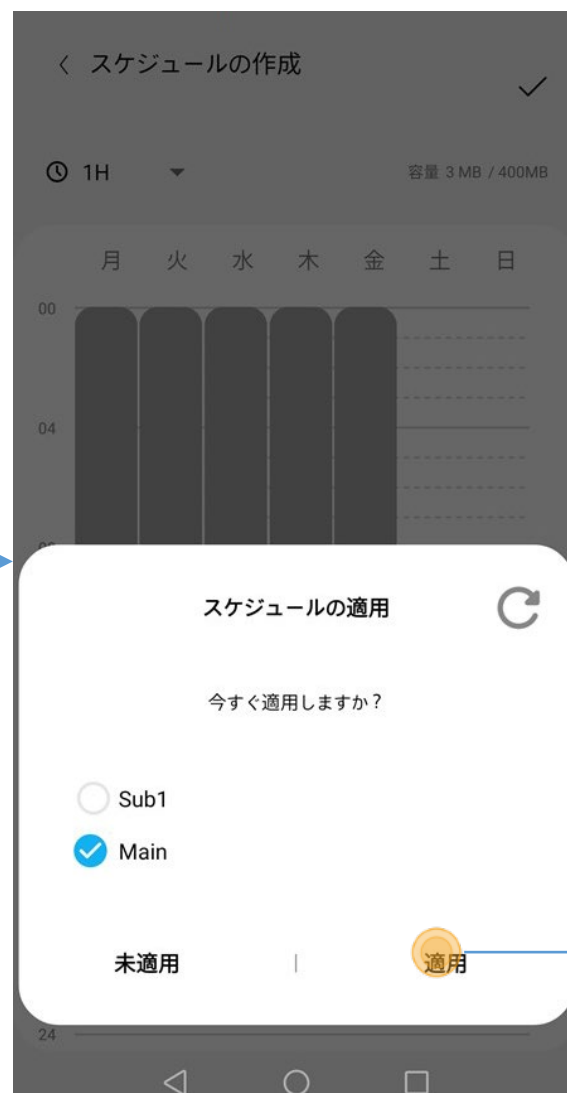 スケジュールの作成
1H
容量 3 MB / 400MB
月 火 水 木 金 土 日
00
04
スケジュールの適用
今すぐ適用しますか？
Sub1
Main
未適用 | 適用
24